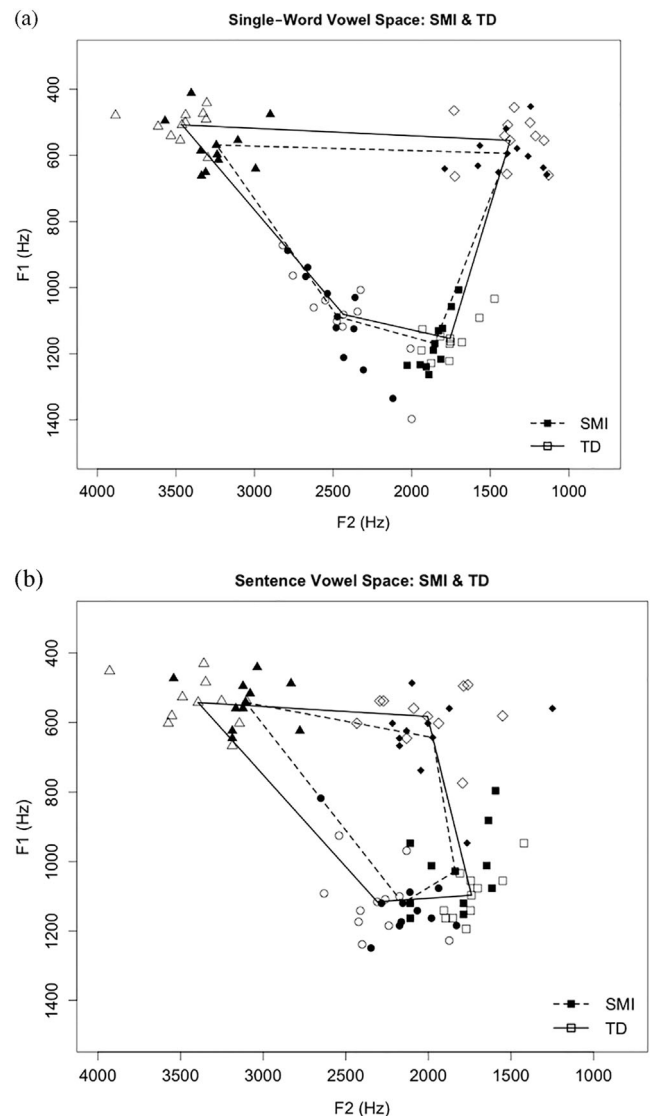 (a)
Single−Word Vowel Space: SMI & TD
400
600
800
1000
1200
1400
F1 (Hz)
SMI
TD
4000 3500 3000 2500 2000 1500 1000
F2 (Hz)
(b)
Sentence Vowel Space: SMI & TD
400
600
800
1000
1200
1400
F1 (Hz)
SMI
TD
4000 3500 3000 2500 2000 1500 1000
F2 (Hz)